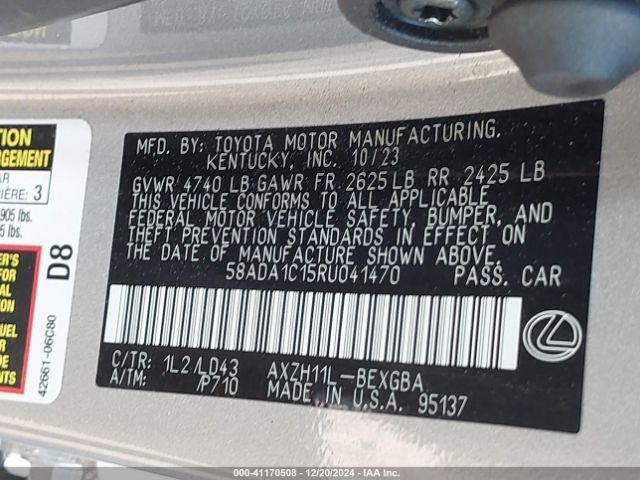 MFD. BY: TOYOTA MOTOR MANUFACTURING,
KENTUCKY, INC. 10/23
GVWR 4740 LB GAWR FR 2625 LB RR 2425 LB
THIS VEHICLE CONFORMS TO ALL APPLICABLE
FEDERAL MOTOR VEHICLE SAFETY, BUMPER, AND
THEFT PREVENTION STANDARDS IN EFFECT ON
THE DATE OF MANUFACTURE SHOWN ABOVE.
58ADA1C15RU041470 PASS. CAR
C/TR: 1L2/LD43 AXZH11L-BEXGBA
A/TM: /P710 MADE IN U.S.A. 95137
3
905 lbs.
5 lbs.
D8
42661-06C80
000-41170508 - 12/20/2024 - IAA Inc.